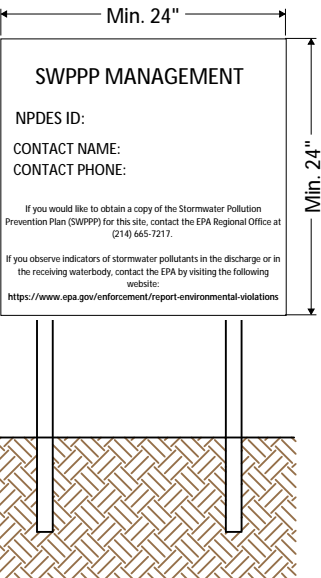 Min. 24"
SWPPP MANAGEMENT
NPDES ID:
CONTACT NAME:
CONTACT PHONE:
If you would like to obtain a copy of the Stormwater Pollution
Prevention Plan (SWPPP) for this site, contact the EPA Regional Office at
(214) 665-7217.
If you observe indicators of stormwater pollutants in the discharge or in
the receiving waterbody, contact the EPA by visiting the following
website:
https://www.epa.gov/enforcement/report-environmental-violations
Min. 24"